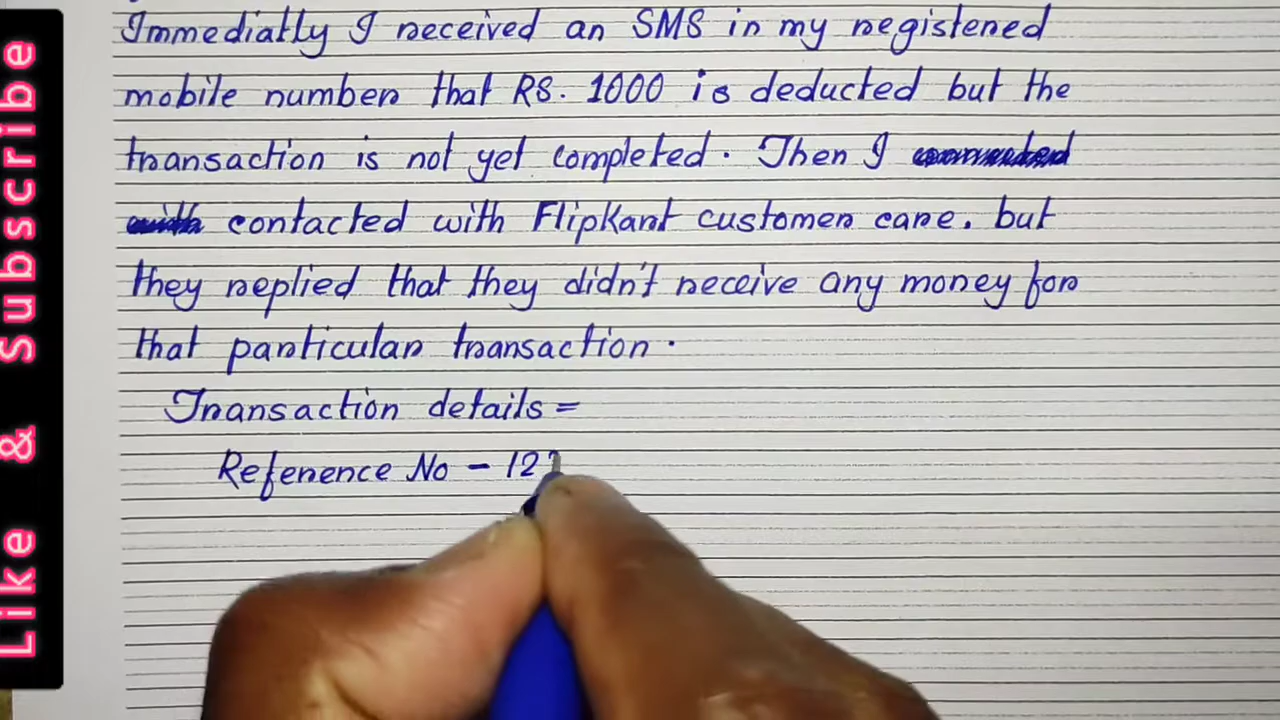 Immediatly I received an SMS in my registered
mobile number that RS. 1000 is deducted but the
transaction is not yet completed. Then I
contacted with Flipkart customer care. but
they replied that they didn't receive any money for
that particular transaction.
Transaction details =
Reference No - 12
Like & Subscribe